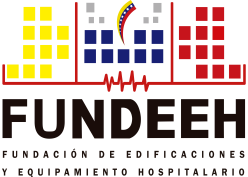 FUNDEEH
FUNDACIÓN DE EDIFICACIONES
Y EQUIPAMIENTO HOSPITALARIO